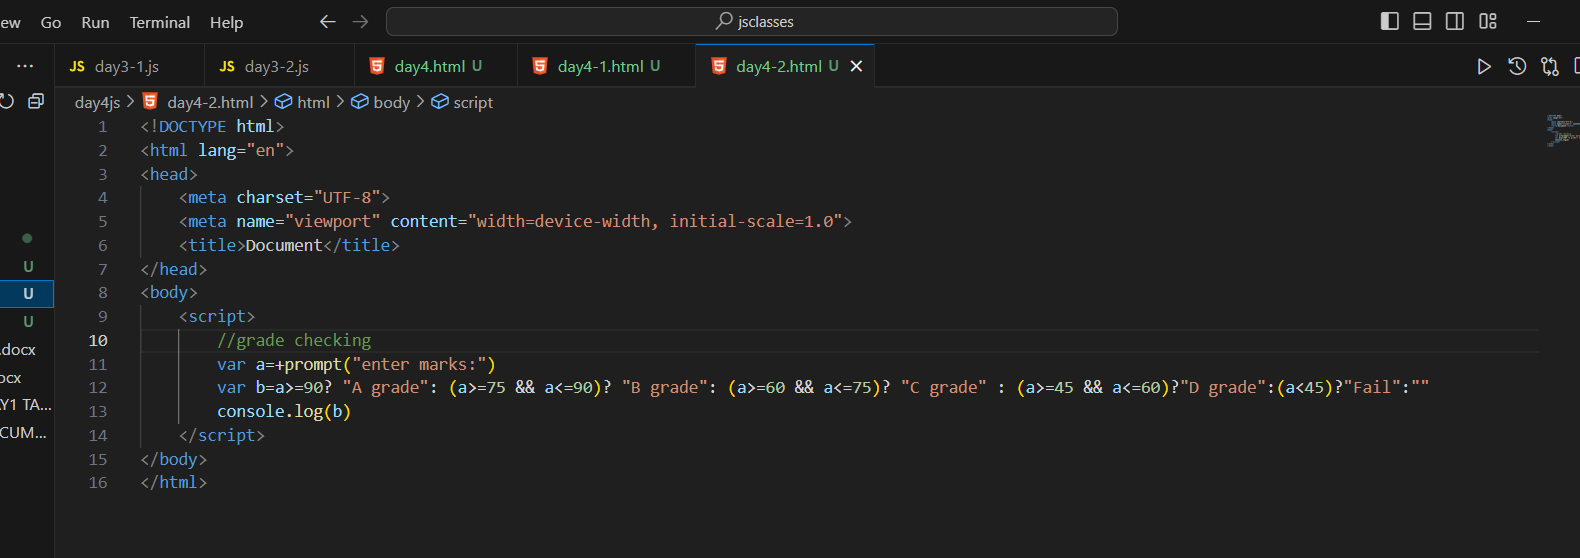 ew Go Run Terminal Help ← → jsclasses
... JS day3-1.js JS day3-2.js day4.html U day4-1.html U day4-2.html U ×
day4js > day4-2.html > html > body > script
1 <!DOCTYPE html>
2 <html lang="en">
3 <head>
4 <meta charset="UTF-8">
5 <meta name="viewport" content="width=device-width, initial-scale=1.0">
6 <title>Document</title>
7 </head>
8 <body>
9 <script>
10 //grade checking
11 var a=+prompt("enter marks:")
12 var b=a>=90? "A grade": (a>=75 && a<=90)? "B grade": (a>=60 && a<=75)? "C grade" : (a>=45 && a<=60)?"D grade":(a<45)?"Fail":""
13 console.log(b)
14 </script>
15 </body>
16 </html>
U
U
U
.docx
ocx
Y1 TA...
CUM...